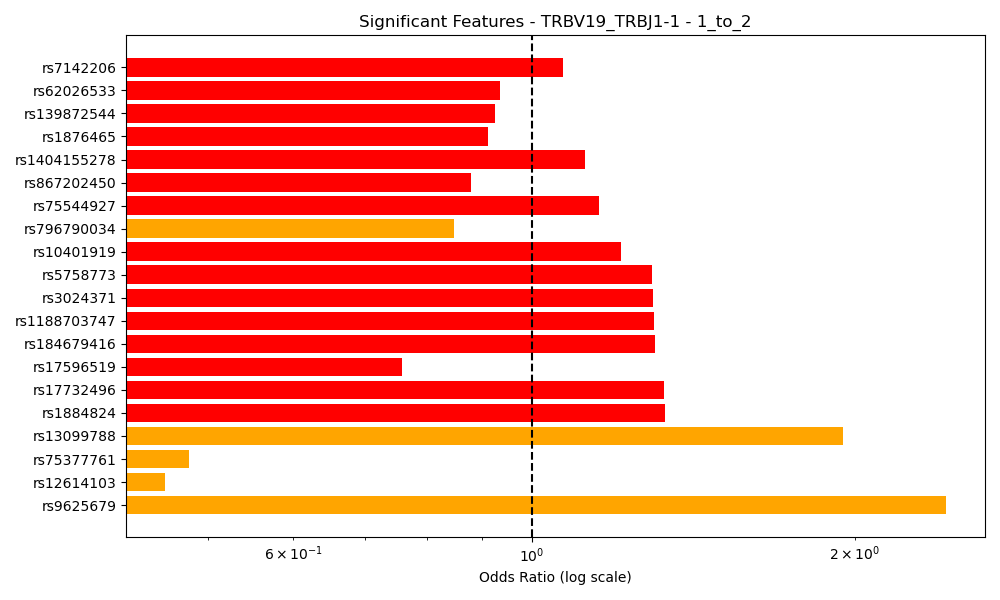 Significant Features - TRBV19_TRBJ1-1 - 1_to_2
rs7142206
rs62026533
rs139872544
rs1876465
rs1404155278
rs867202450
rs75544927
rs796790034
rs10401919
rs5758773
rs3024371
rs1188703747
rs184679416
rs17596519
rs17732496
rs1884824
rs13099788
rs75377761
rs12614103
rs9625679
6 × 10⁻¹ 10⁰ 2 × 10⁰
Odds Ratio (log scale)